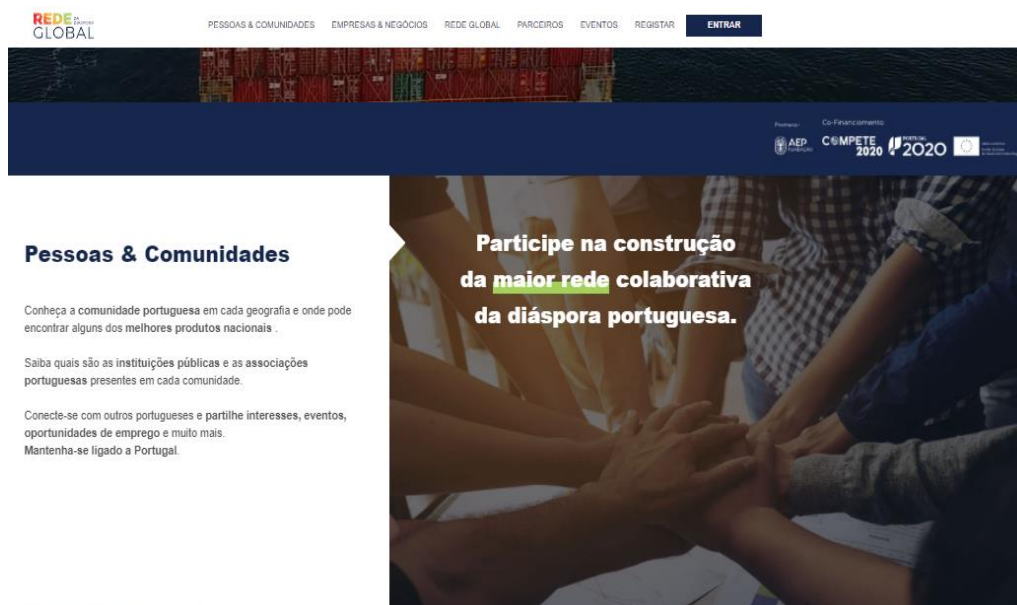 REDE DA DIÁSPORA
GLOBAL
PESSOAS & COMUNIDADES EMPRESAS & NEGÓCIOS REDE GLOBAL PARCEIROS EVENTOS REGISTAR ENTRAR
Co-Financiamento
AEP
COMPETE
2020
PORTUGAL
2020
Pessoas & Comunidades
Conheça a comunidade portuguesa em cada geografia e onde pode
encontrar alguns dos melhores produtos nacionais .
Saiba quais são as instituições públicas e as associações
portuguesas presentes em cada comunidade.
Conecte-se com outros portugueses e partilhe interesses, eventos,
oportunidades de emprego e muito mais.
Mantenha-se ligado a Portugal.
Participe na construção
da maior rede colaborativa
da diáspora portuguesa.